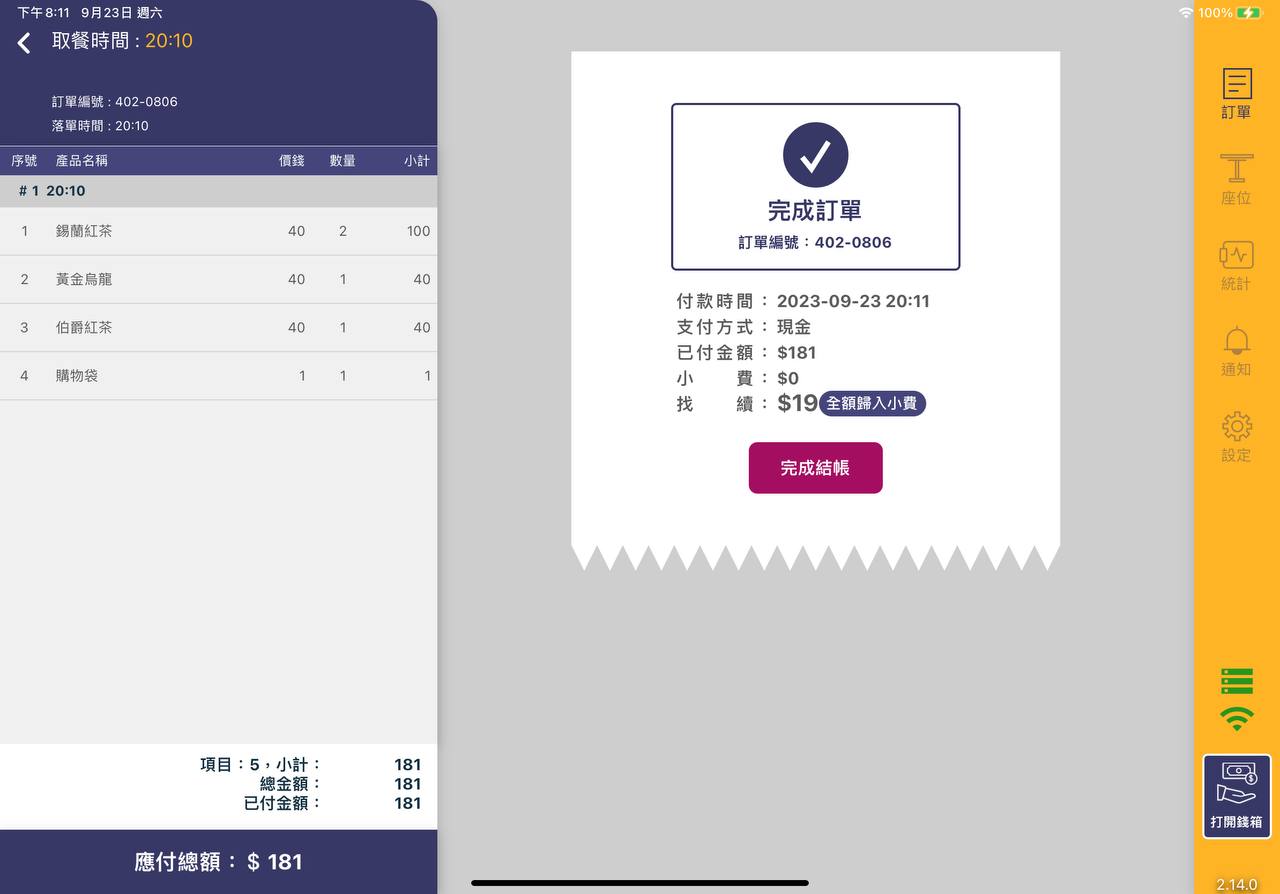 下午8:11 9月23日 週六
100%
取餐時間 : 20:10
訂單編號 : 402-0806
落單時間 : 20:10
序號 產品名稱 價錢 數量 小計
# 1 20:10
1 錫蘭紅茶 40 2 100
2 黃金烏龍 40 1 40
3 伯爵紅茶 40 1 40
4 購物袋 1 1 1
項目：5，小計： 181
總金額： 181
已付金額： 181
應付總額： $ 181
完成訂單
訂單編號：402-0806
付款時間： 2023-09-23 20:11
支付方式： 現金
已付金額： $181
小費： $0
找續： $19 全額歸入小費
完成結帳
訂單
座位
統計
通知
設定
打開錢箱
2.14.0